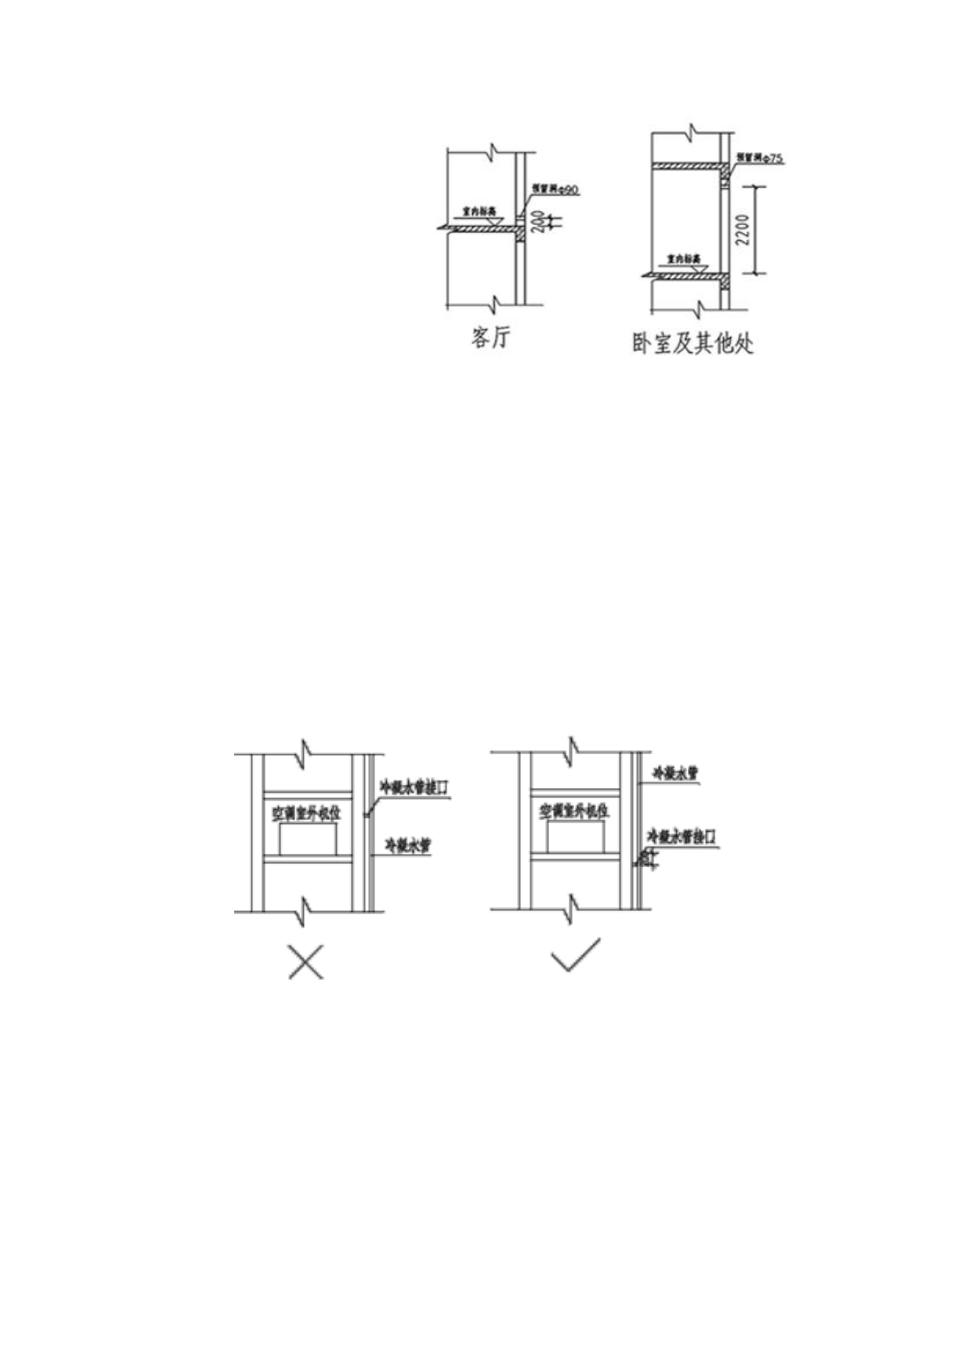 预留洞φ90
室内标高
200
客厅
预留洞φ75
2200
室内标高
卧室及其他处
冷凝水管接口
空调室外机位
冷凝水管
冷凝水管
空调室外机位
冷凝水管接口